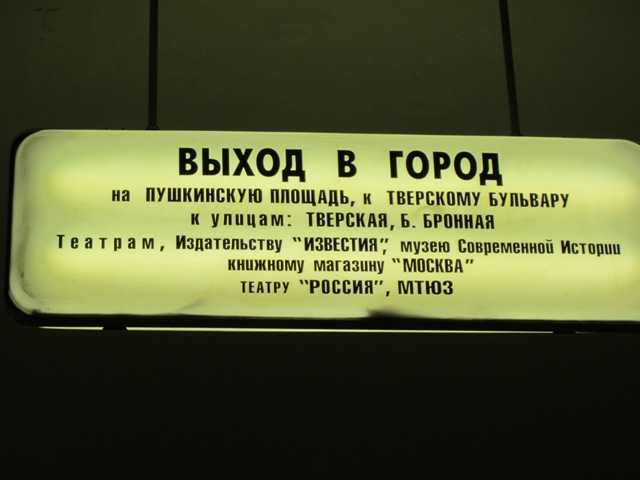 ВЫХОД В ГОРОД
на ПУШКИНСКУЮ ПЛОЩАДЬ, к ТВЕРСКОМУ БУЛЬВАРУ
к улицам: ТВЕРСКАЯ, Б. БРОННАЯ
Театрам, Издательству "ИЗВЕСТИЯ", музею Современной Истории
книжному магазину "МОСКВА"
ТЕАТРУ "РОССИЯ", МТЮЗ